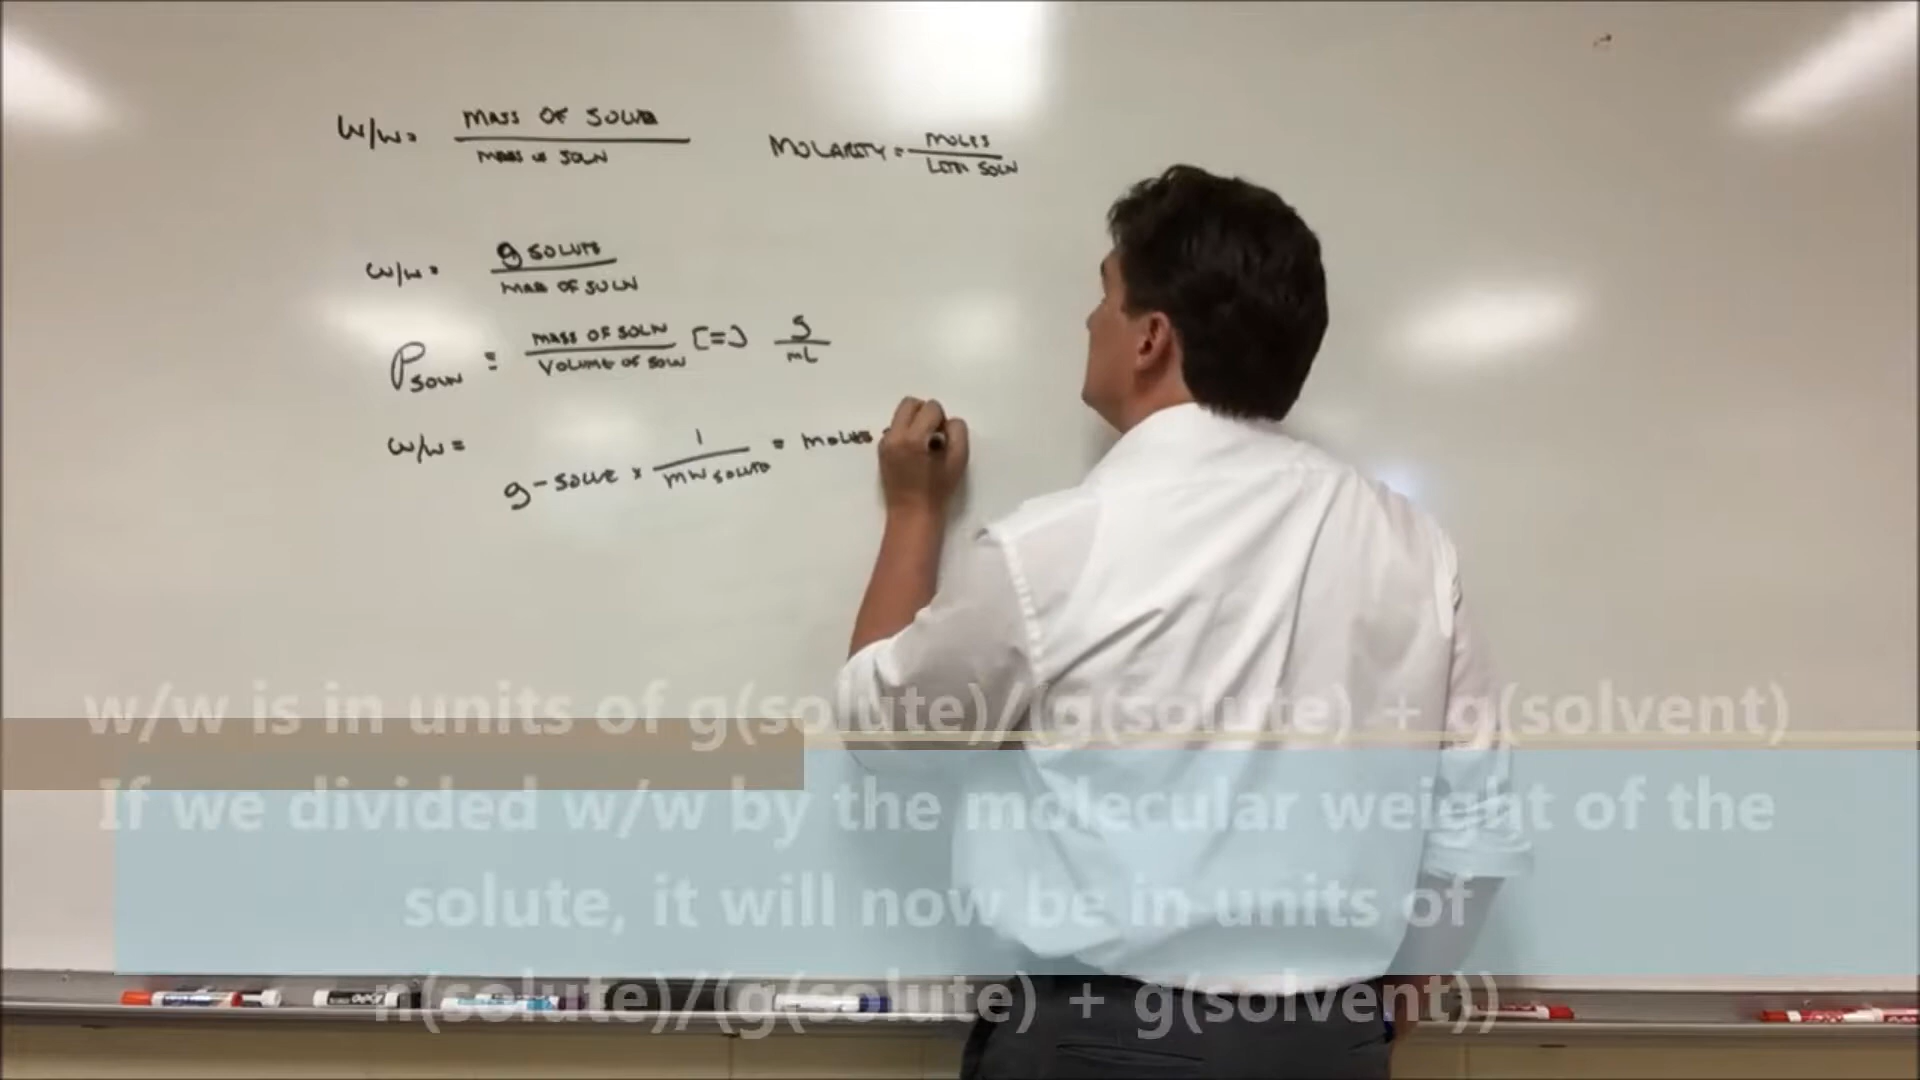 W/W = MASS OF SOLUTE
MASS OF SOLN
MOLARITY = MOLES
LITER SOLN
W/W = g SOLUTE
MASS OF SOLN
ρ SOLN = MASS OF SOLN [=] g
VOLUME OF SOLN mL
W/W =
g-SOLUTE x 1 = MOLES
MW SOLUTE
w/w is in units of g(solute)/(g(solute) + g(solvent)
If we divided w/w by the molecular weight of the
solute, it will now be in units of
n(solute)/(g(solute) + g(solvent))